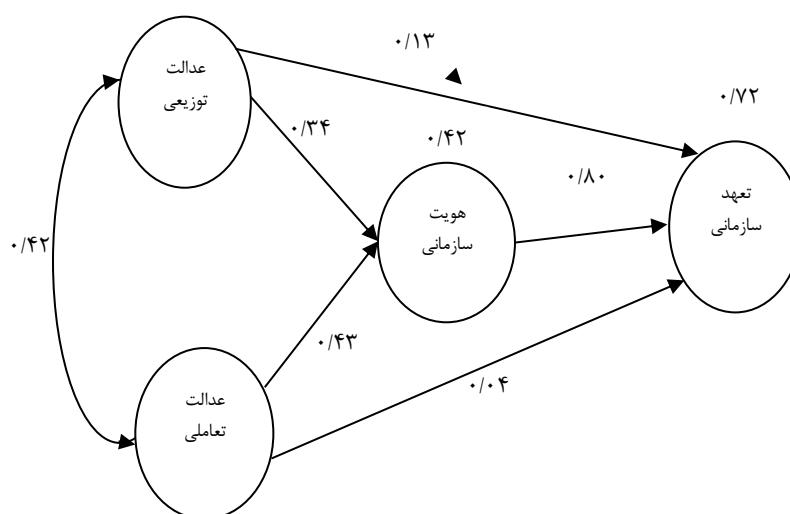 ۰/۱۳
عدالت
توزیعی
۰/۷۲
۰/۳۴
۰/۴۲
۰/۸۰
هویت
سازمانی
تعهد
سازمانی
۰/۴۲
۰/۴۳
۰/۰۴
عدالت
تعاملی